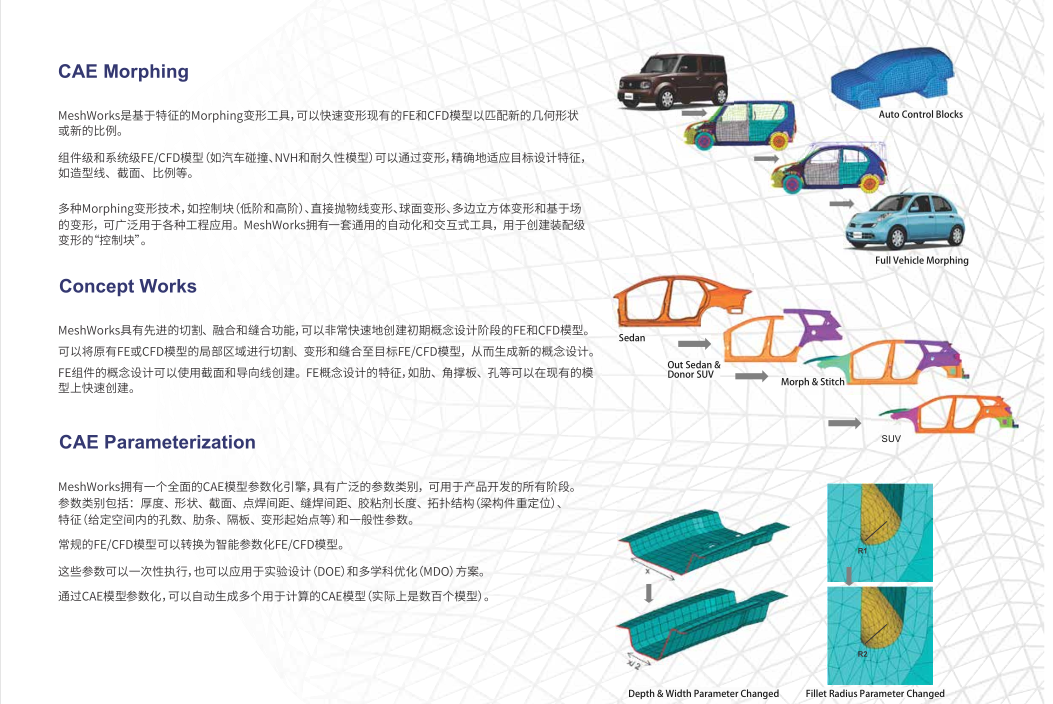 CAE Morphing
MeshWorks是基于特征的Morphing变形工具，可以快速变形现有的FE和CFD模型以匹配新的几何形状
或新的比例。
组件级和系统级FE/CFD模型（如汽车碰撞、NVH和耐久性模型）可以通过变形，精确地适应目标设计特征，
如造型线、截面、比例等。
多种Morphing变形技术，如控制块（低阶和高阶）、直接抛物线变形、球面变形、多边立方体变形和基于场
的变形，可广泛用于各种工程应用。MeshWorks拥有一套通用的自动化和交互式工具，用于创建装配级
变形的“控制块”。
Auto Control Blocks
Full Vehicle Morphing
Concept Works
MeshWorks具有先进的切割、融合和缝合功能，可以非常快速地创建初期概念设计阶段的FE和CFD模型。
可以将原有FE或CFD模型的局部区域进行切割、变形和缝合至目标FE/CFD模型，从而生成新的概念设计。
FE组件的概念设计可以使用截面和导向线创建。FE概念设计的特征，如肋、角撑板、孔等可以在现有的模
型上快速创建。
Sedan
Out Sedan &
Donor SUV
Morph & Stitch
SUV
CAE Parameterization
MeshWorks拥有一个全面的CAE模型参数化引擎，具有广泛的参数类别，可用于产品开发的所有阶段。
参数类别包括：厚度、形状、截面、点焊间距、缝焊间距、胶粘剂长度、拓扑结构（梁构件重定位）、
特征（给定空间内的孔数、肋条、隔板、变形起始点等）和一般性参数。
常规的FE/CFD模型可以转换为智能参数化FE/CFD模型。
这些参数可以一次性执行，也可以应用于实验设计（DOE）和多学科优化（MDO）方案。
通过CAE模型参数化，可以自动生成多个用于计算的CAE模型（实际上是数百个模型）。
x
x/2
R1
R2
Depth & Width Parameter Changed
Fillet Radius Parameter Changed